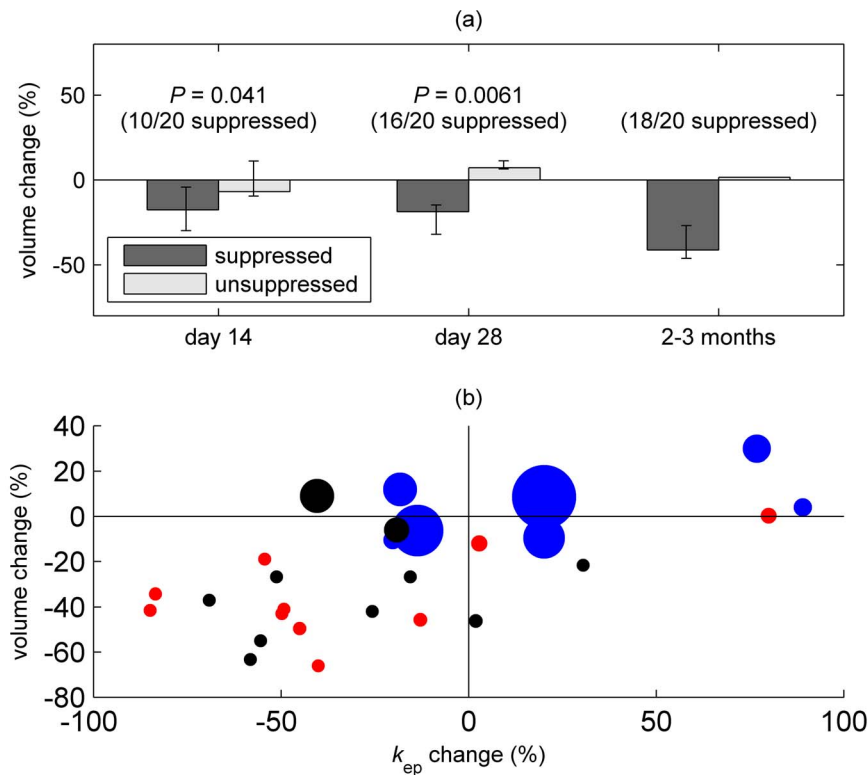 (a)
volume change (%)
50
0
-50
P = 0.041
(10/20 suppressed)
P = 0.0061
(16/20 suppressed)
(18/20 suppressed)
suppressed
unsuppressed
day 14
day 28
2-3 months
(b)
volume change (%)
40
20
0
-20
-40
-60
-80
-100
-50
0
50
100
kep change (%)